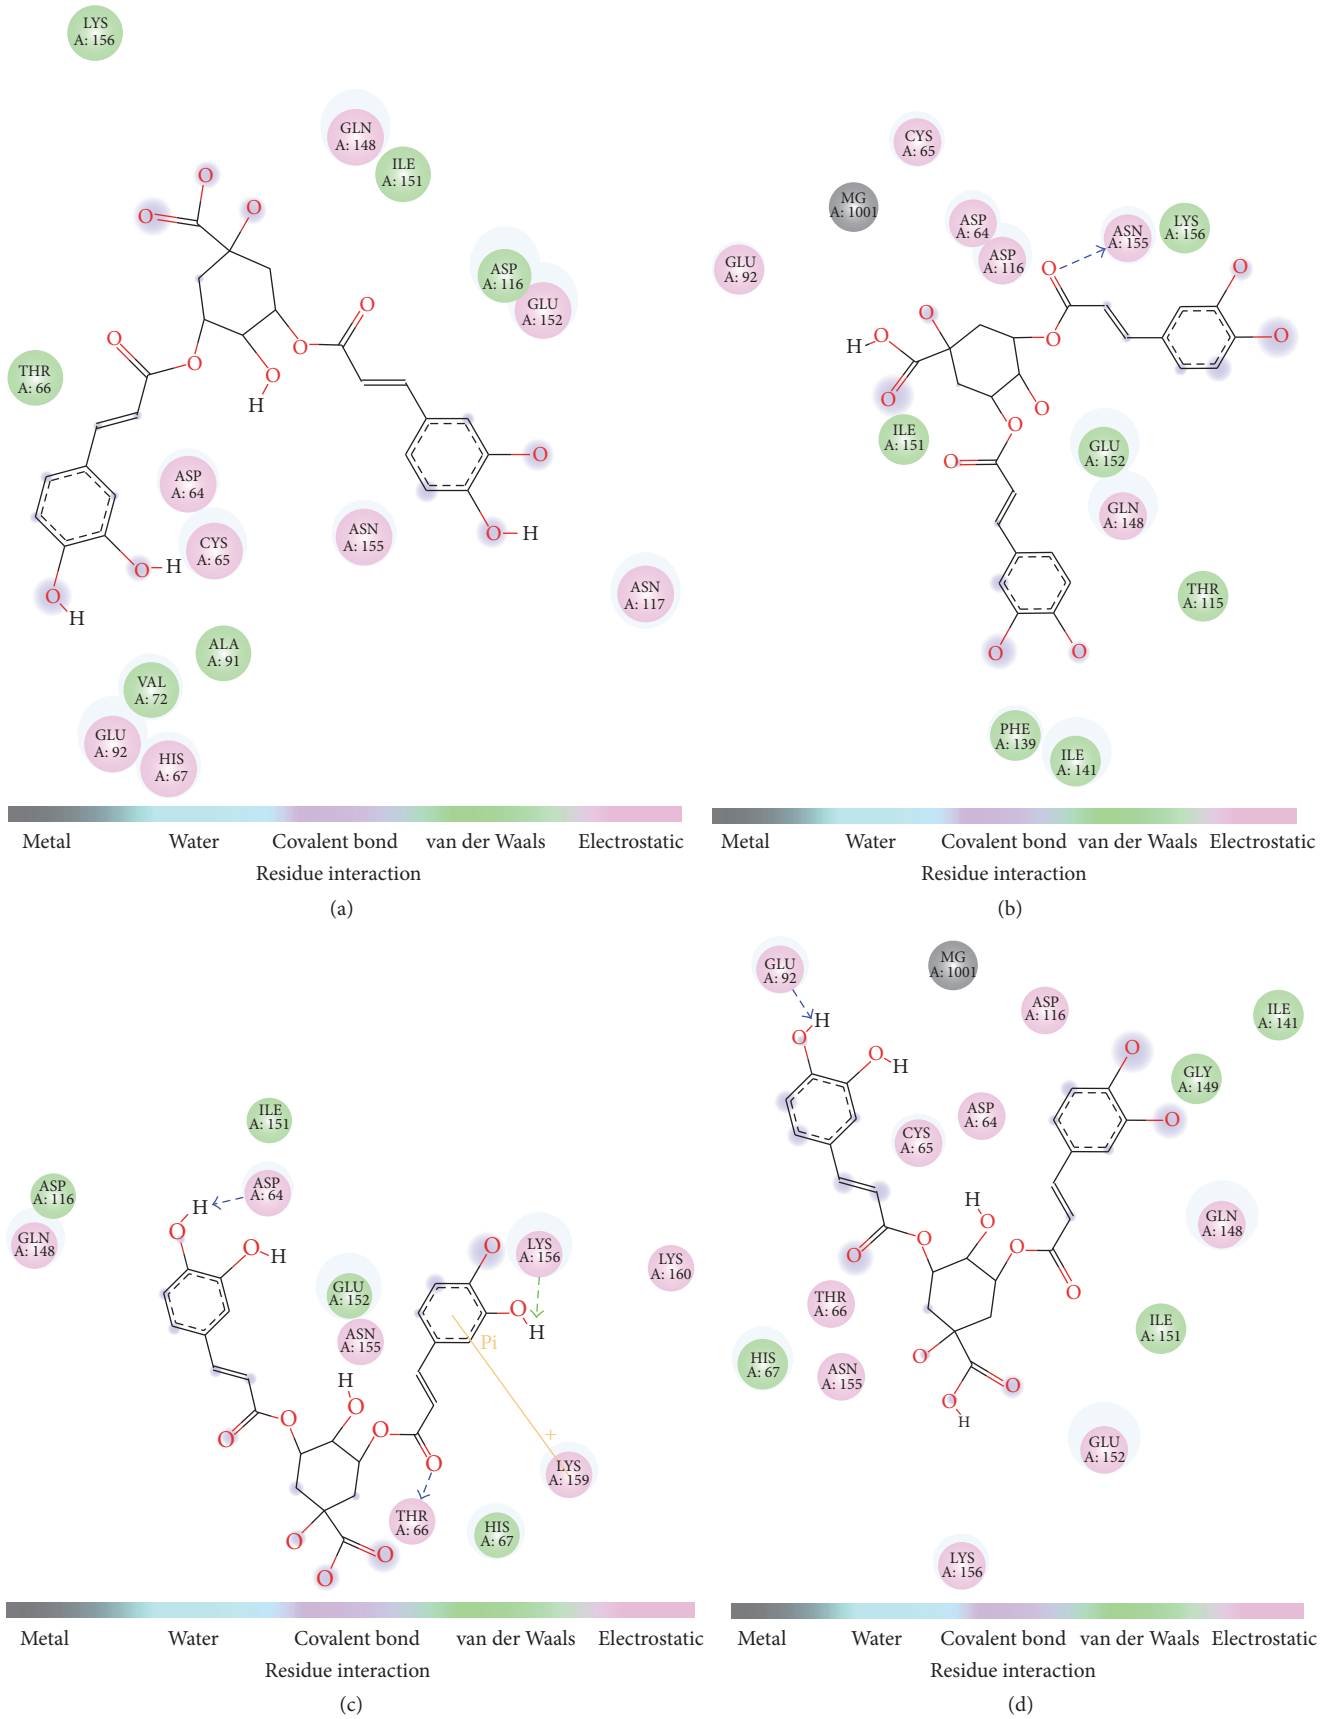 LYS
A: 156
GLN
A: 148
ILE
A: 151
O
O
O
ASP
A: 116
GLU
A: 152
O
O
O
O
O
H
THR
A: 66
O
ASP
A: 64
CYS
A: 65
ASN
A: 155
O
H
O
H
O
H
ASN
A: 117
ALA
A: 91
VAL
A: 72
GLU
A: 92
HIS
A: 67
Metal Water Covalent bond van der Waals Electrostatic
Residue interaction
(a)
CYS
A: 65
MG
A: 1001
ASP
A: 64
ASP
A: 116
ASN
A: 155
LYS
A: 156
GLU
A: 92
O
O
O
H
O
O
O
O
O
O
O
O
ILE
A: 151
GLU
A: 152
GLN
A: 148
THR
A: 115
O
O
PHE
A: 139
ILE
A: 141
Metal Water Covalent bond van der Waals Electrostatic
Residue interaction
(b)
ILE
A: 151
ASP
A: 116
GLN
A: 148
H
O
O
H
ASP
A: 64
GLU
A: 152
ASN
A: 155
O
O
H
LYS
A: 156
LYS
A: 160
Pi
+
H
O
O
O
O
O
LYS
A: 159
THR
A: 66
HIS
A: 67
O
O
O
Metal Water Covalent bond van der Waals Electrostatic
Residue interaction
(c)
GLU
A: 92
MG
A: 1001
ASP
A: 116
ILE
A: 141
H
O
O
H
O
O
GLY
A: 149
CYS
A: 65
ASP
A: 64
H
O
O
O
O
O
GLN
A: 148
THR
A: 66
HIS
A: 67
ASN
A: 155
ILE
A: 151
O
O
O
H
GLU
A: 152
LYS
A: 156
Metal Water Covalent bond van der Waals Electrostatic
Residue interaction
(d)